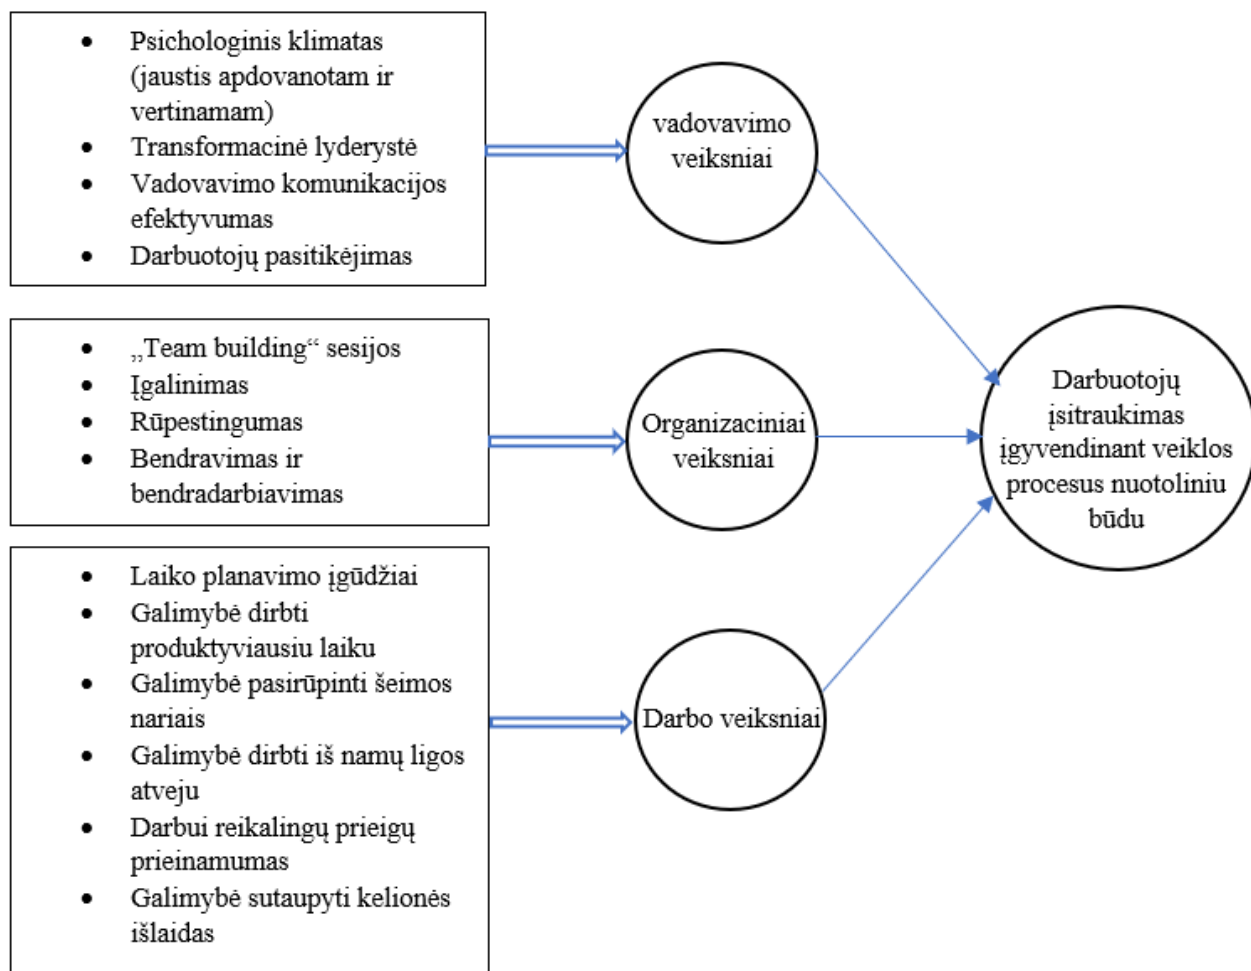 • Psichologinis klimatas
(jaustis apdovanotam ir
vertinamam)
• Transformacinė lyderystė
• Vadovavimo komunikacijos
efektyvumas
• Darbuotojų pasitikėjimas
vadovavimo
veiksniai
• „Team building“ sesijos
• Įgalinimas
• Rūpestingumas
• Bendravimas ir
bendradarbiavimas
Organizaciniai
veiksniai
• Laiko planavimo įgūdžiai
• Galimybė dirbti
produktyviausiu laiku
• Galimybė pasirūpinti šeimos
nariais
• Galimybė dirbti iš namų ligos
atveju
• Darbui reikalingų prieigų
prieinamumas
• Galimybė sutaupyti kelionės
išlaidas
Darbo veiksniai
Darbuotojų
įsitraukimas
įgyvendinant veiklos
procesus nuotoliniu
būdu